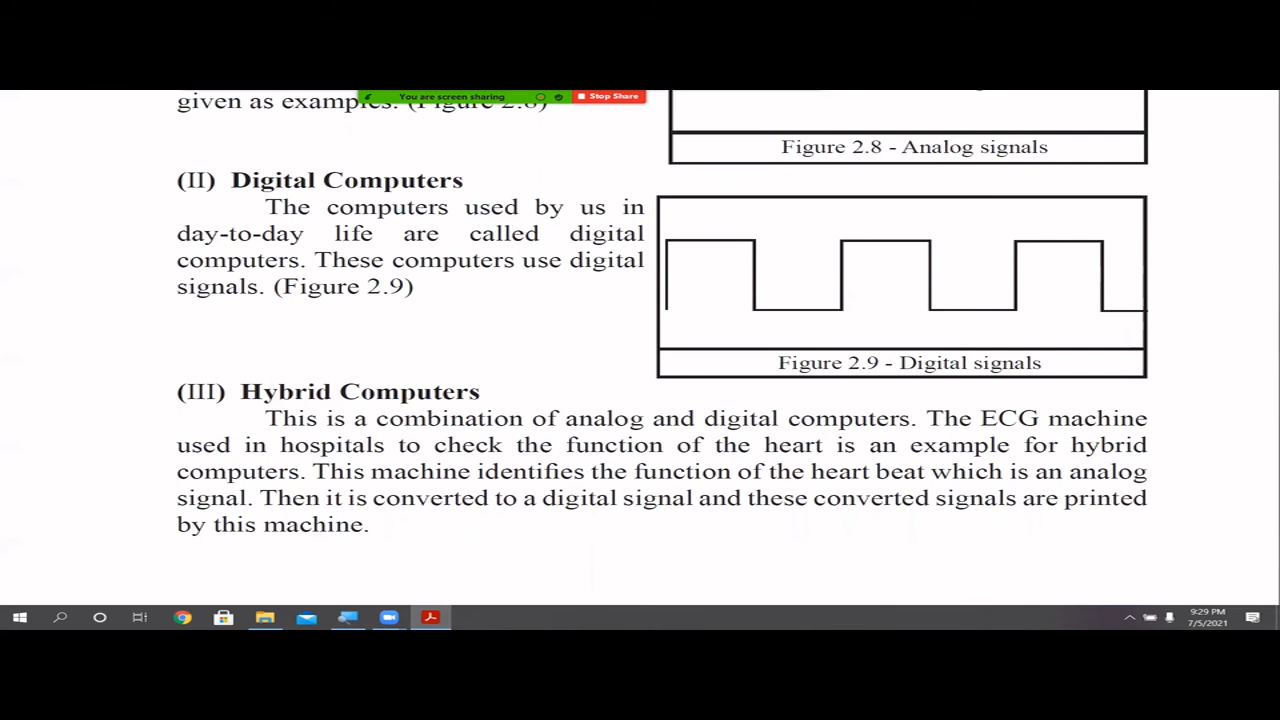 given as examples. (Figure 2.8)
You are screen sharing
Stop Share
Figure 2.8 - Analog signals
(II) Digital Computers
The computers used by us in
day-to-day life are called digital
computers. These computers use digital
signals. (Figure 2.9)
Figure 2.9 - Digital signals
(III) Hybrid Computers
This is a combination of analog and digital computers. The ECG machine
used in hospitals to check the function of the heart is an example for hybrid
computers. This machine identifies the function of the heart beat which is an analog
signal. Then it is converted to a digital signal and these converted signals are printed
by this machine.
9:29 PM
7/5/2021